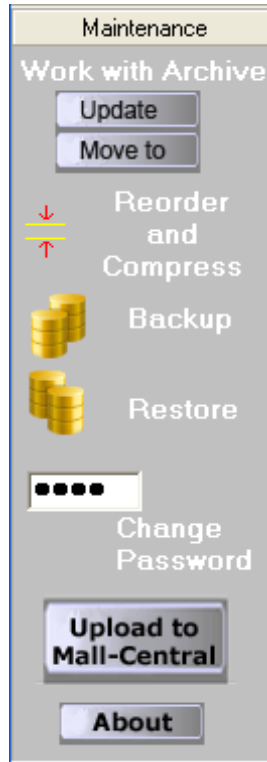 Maintenance
Work with Archive
Update
Move to
Reorder
and
Compress
Backup
Restore
●●●●
Change
Password
Upload to
Mall-Central
About